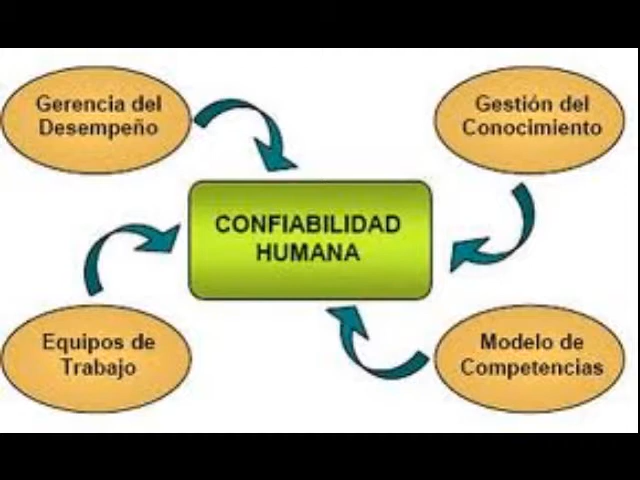 Gerencia del
Desempeño
Gestión del
Conocimiento
CONFIABILIDAD
HUMANA
Equipos de
Trabajo
Modelo de
Competencias